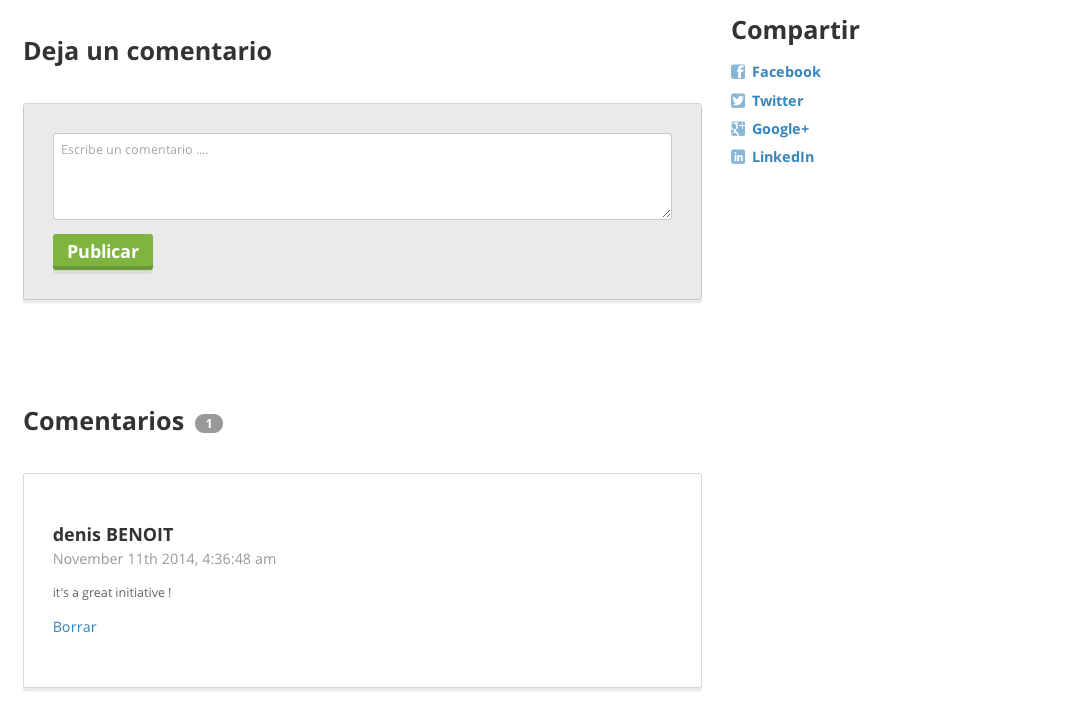 Deja un comentario
Escribe un comentario ....
Publicar
Comentarios 1
denis BENOIT
November 11th 2014, 4:36:48 am
it's a great initiative !
Borrar
Compartir
Facebook
Twitter
Google+
LinkedIn